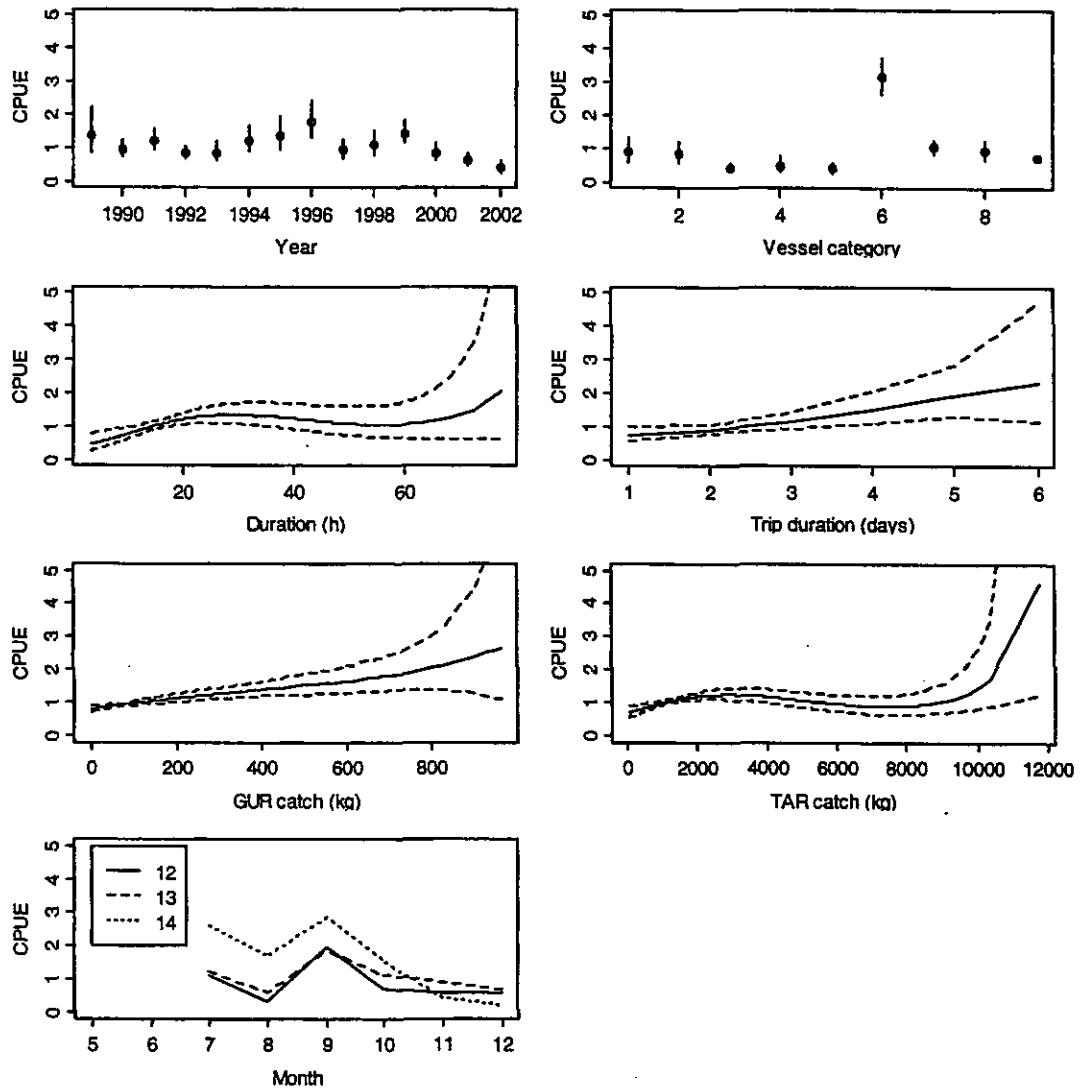 CPUE
0 1 2 3 4 5
1990 1992 1994 1996 1998 2000 2002
Year
CPUE
0 1 2 3 4 5
2 4 6 8
Vessel category
CPUE
0 1 2 3 4 5
20 40 60
Duration (h)
CPUE
0 1 2 3 4 5
1 2 3 4 5 6
Trip duration (days)
CPUE
0 1 2 3 4 5
0 200 400 600 800
GUR catch (kg)
CPUE
0 1 2 3 4 5
0 2000 4000 6000 8000 10000 12000
TAR catch (kg)
CPUE
0 1 2 3 4 5
12
13
14
5 6 7 8 9 10 11 12
Month